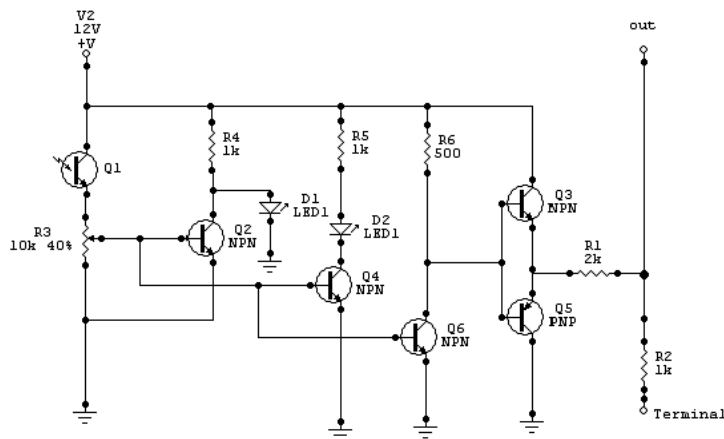 V2
12V
+V
out
R4
1k
R5
1k
R6
500
Q1
D1
LED1
Q3
NPN
R3
10k 40%
Q2
NPN
D2
LED1
R1
2k
Q4
NPN
Q5
PNP
Q6
NPN
R2
1k
Terminal